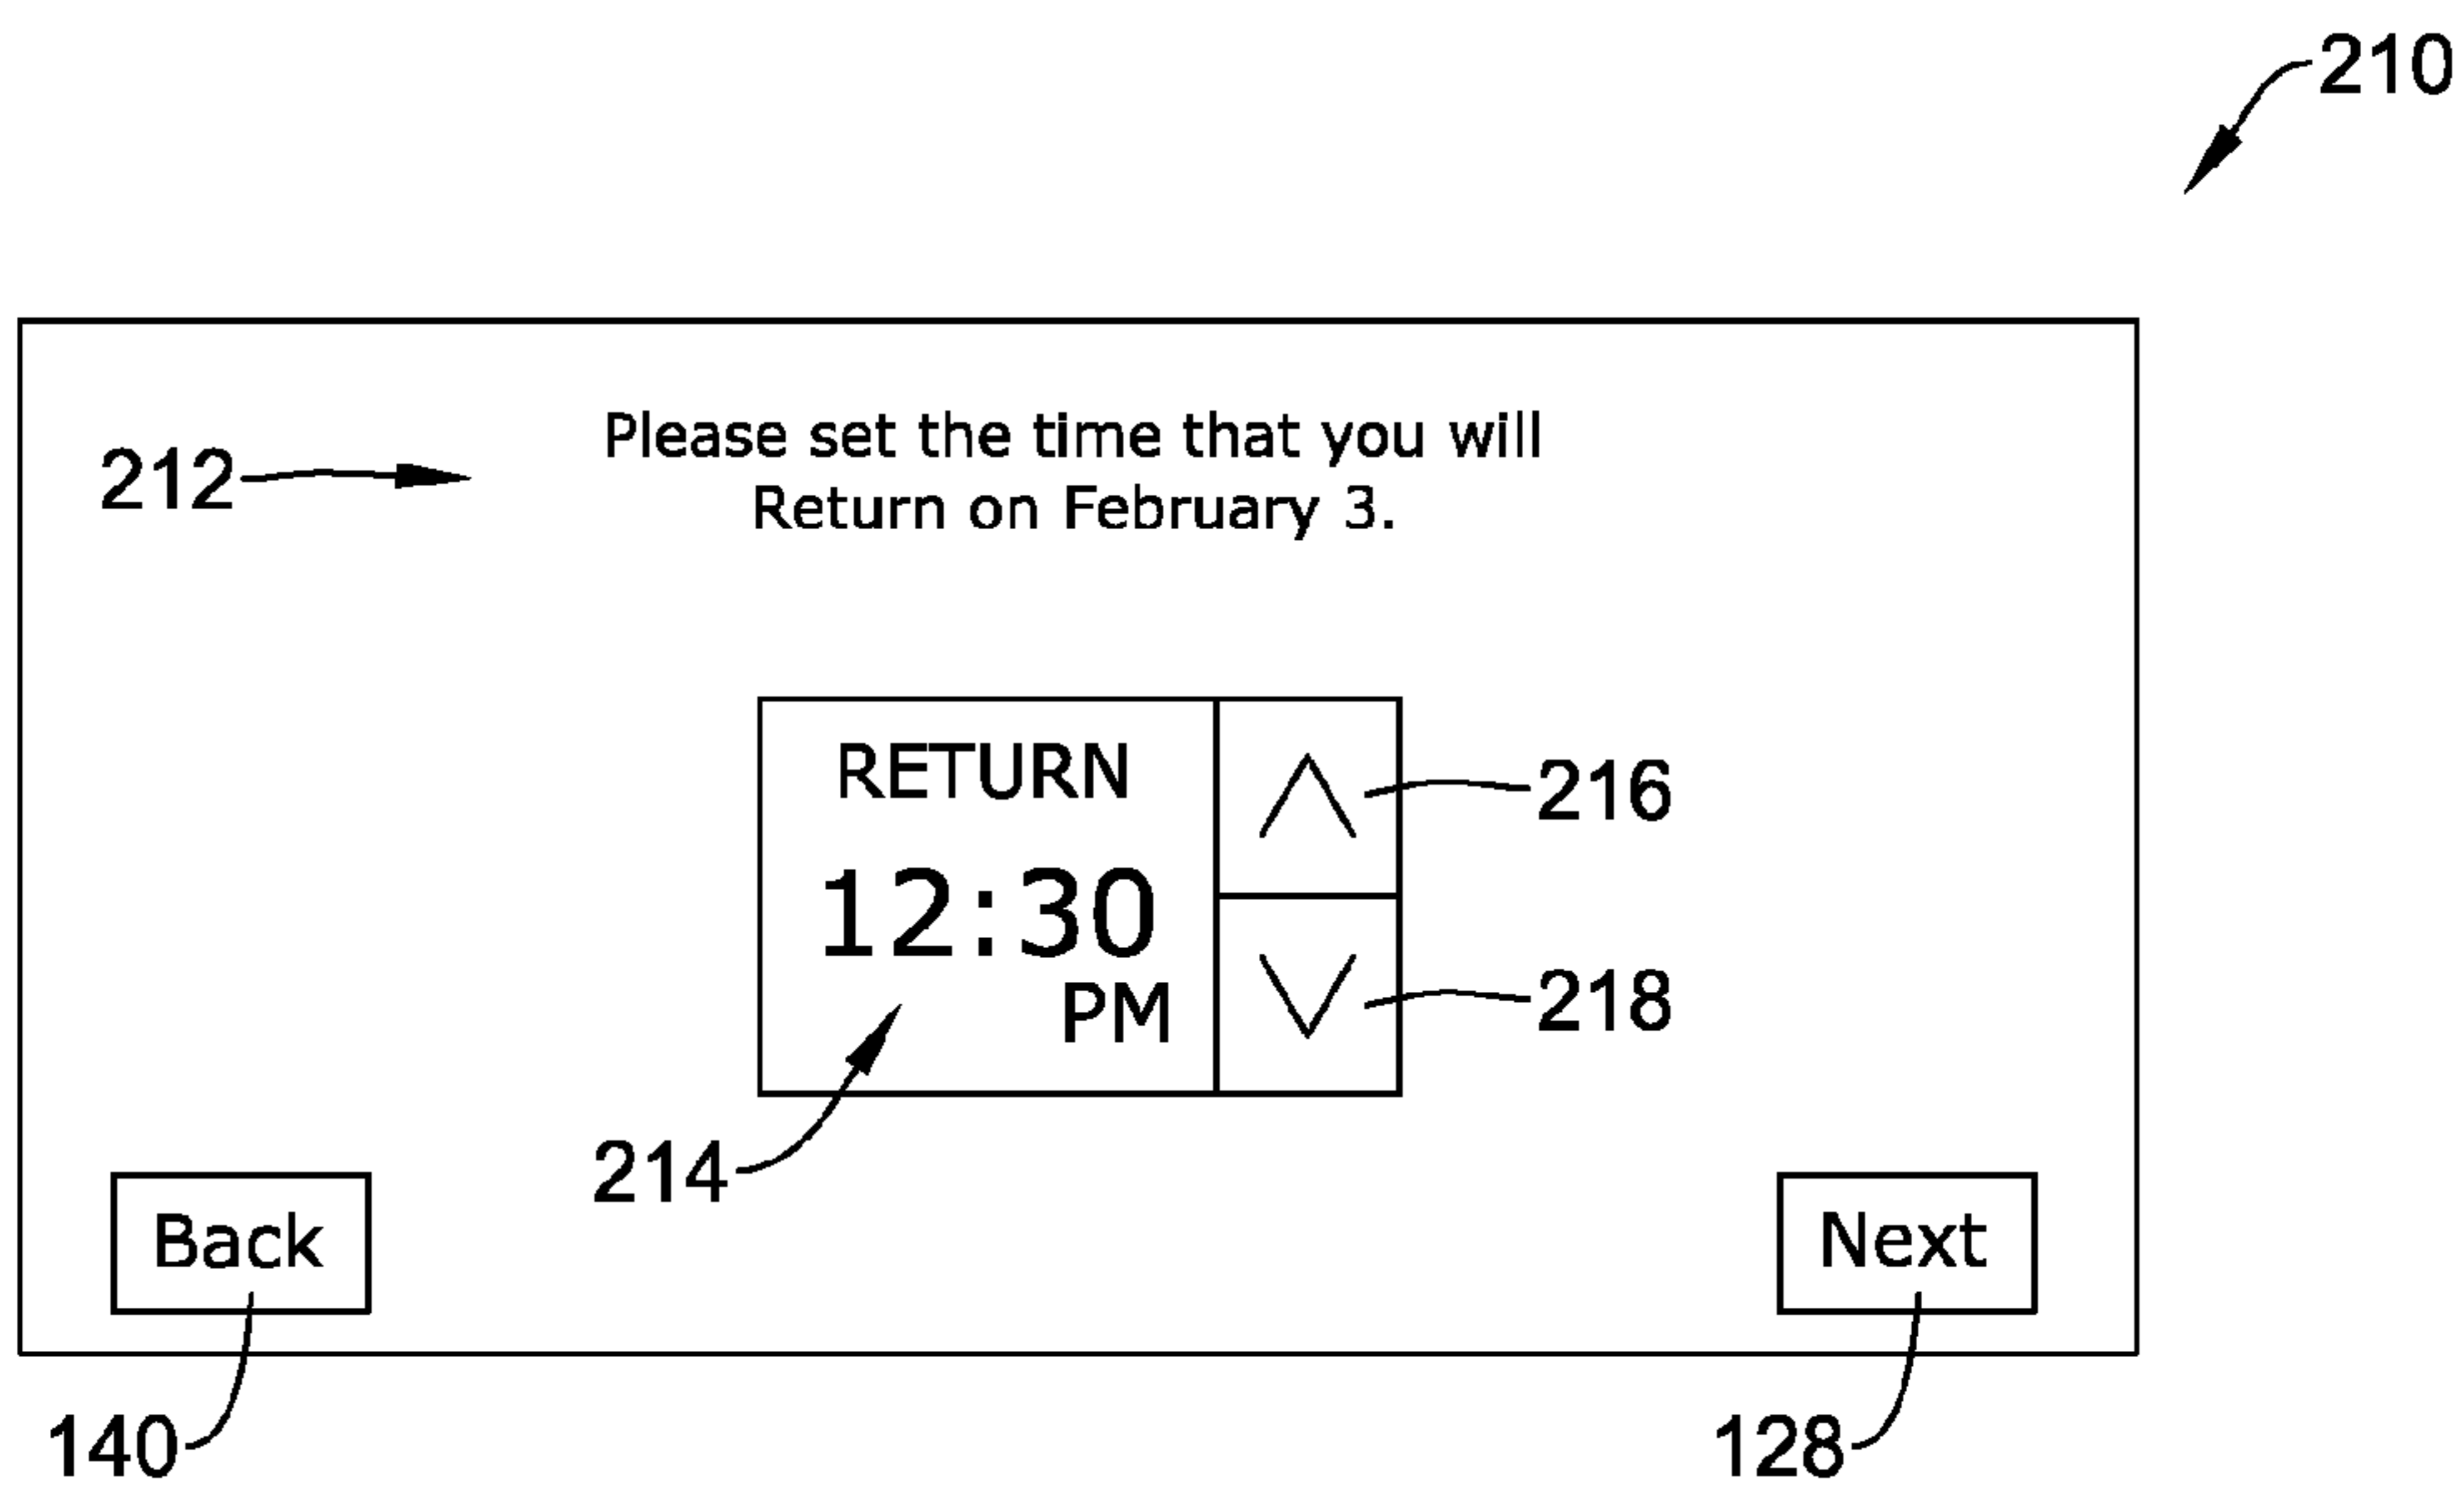 210
212
Please set the time that you will
Return on February 3.
RETURN
12:30
PM
216
218
214
Back
Next
140
128